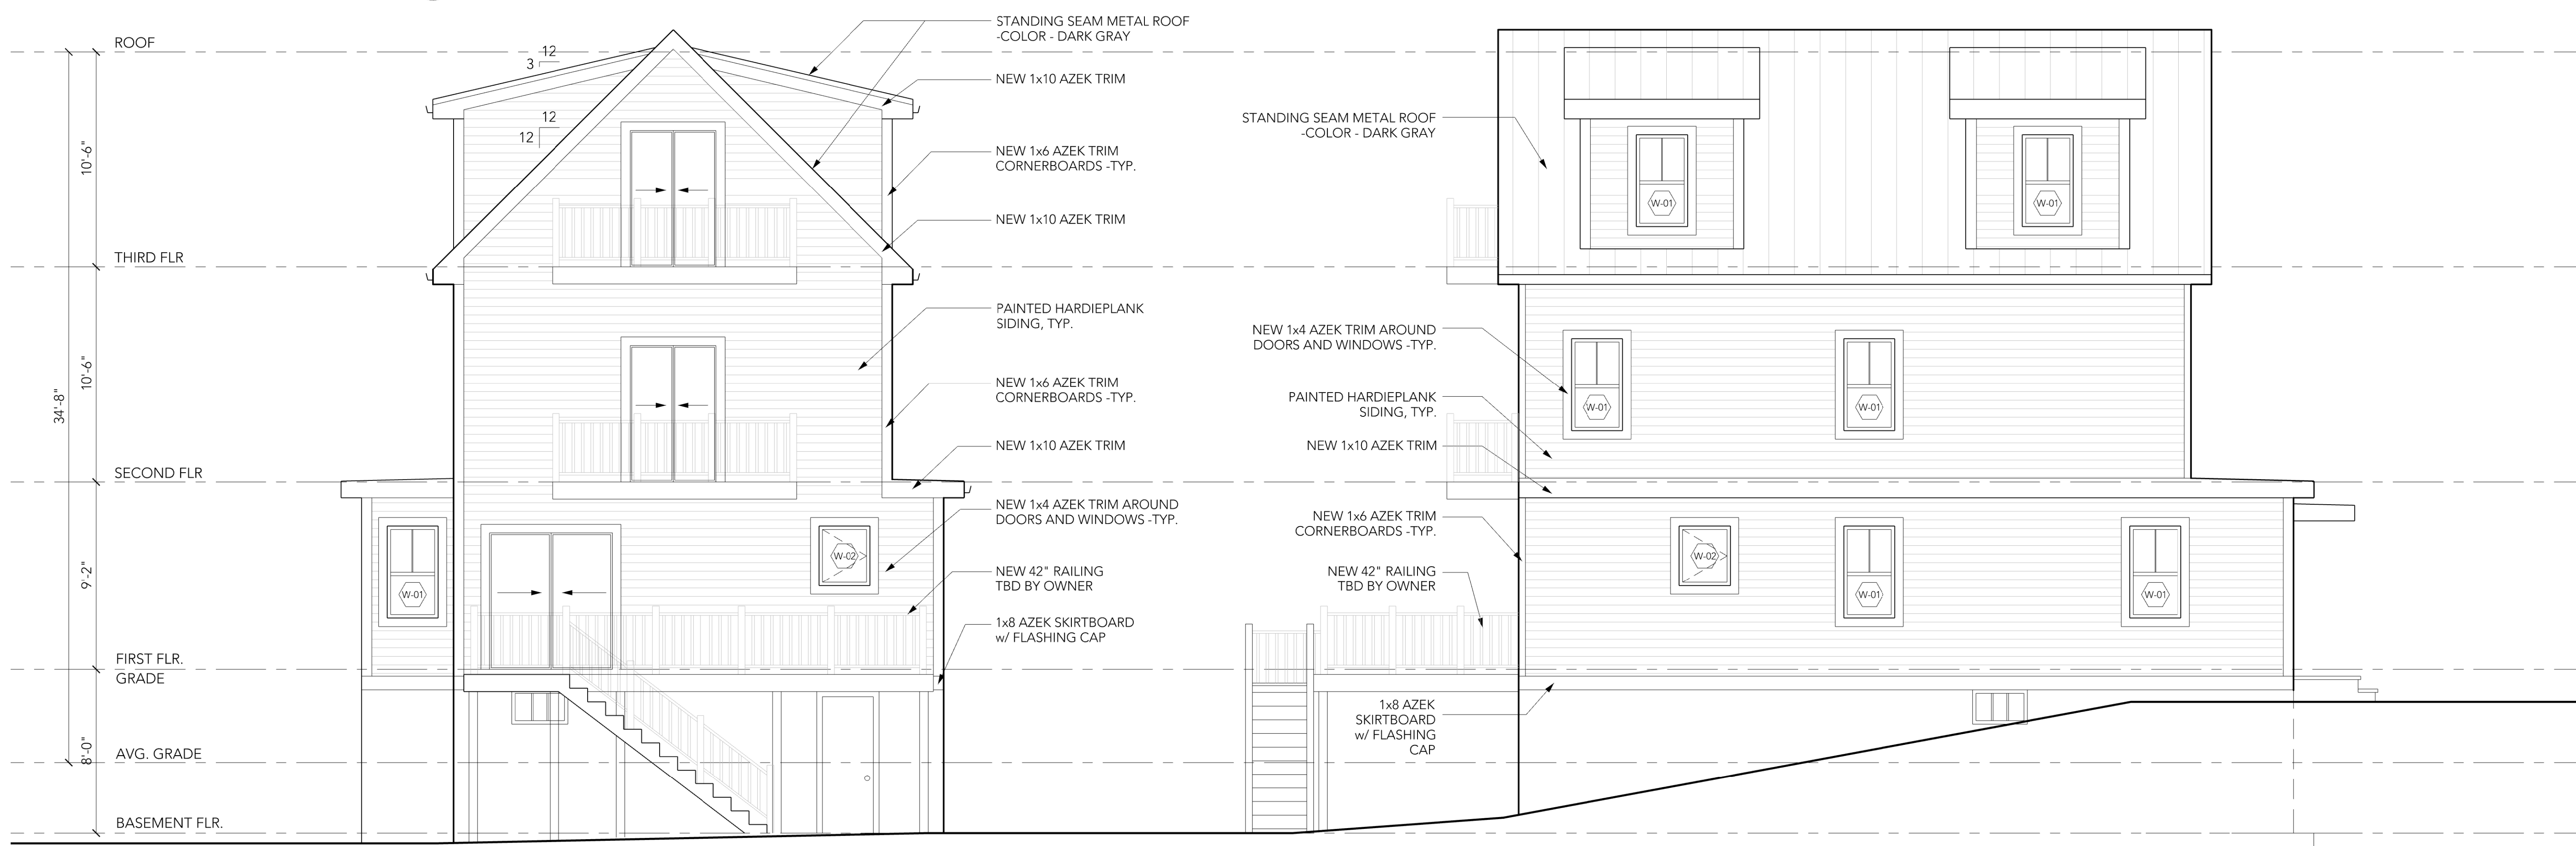 ROOF
10'-6"
THIRD FLR
10'-6"
34'-8"
SECOND FLR
9'-2"
FIRST FLR.
GRADE
AVG. GRADE
8'-0"
BASEMENT FLR.
12
3
12
12
W-01
W-02
STANDING SEAM METAL ROOF
-COLOR - DARK GRAY
NEW 1x10 AZEK TRIM
NEW 1x6 AZEK TRIM
CORNERBOARDS -TYP.
NEW 1x10 AZEK TRIM
PAINTED HARDIEPLANK
SIDING, TYP.
NEW 1x6 AZEK TRIM
CORNERBOARDS -TYP.
NEW 1x10 AZEK TRIM
NEW 1x4 AZEK TRIM AROUND
DOORS AND WINDOWS -TYP.
NEW 42" RAILING
TBD BY OWNER
1x8 AZEK SKIRTBOARD
w/ FLASHING CAP
STANDING SEAM METAL ROOF
-COLOR - DARK GRAY
NEW 1x4 AZEK TRIM AROUND
DOORS AND WINDOWS -TYP.
PAINTED HARDIEPLANK
SIDING, TYP.
NEW 1x10 AZEK TRIM
NEW 1x6 AZEK TRIM
CORNERBOARDS -TYP.
NEW 42" RAILING
TBD BY OWNER
1x8 AZEK
SKIRTBOARD
w/ FLASHING
CAP
W-01
W-01
W-01
W-01
W-02
W-01
W-01